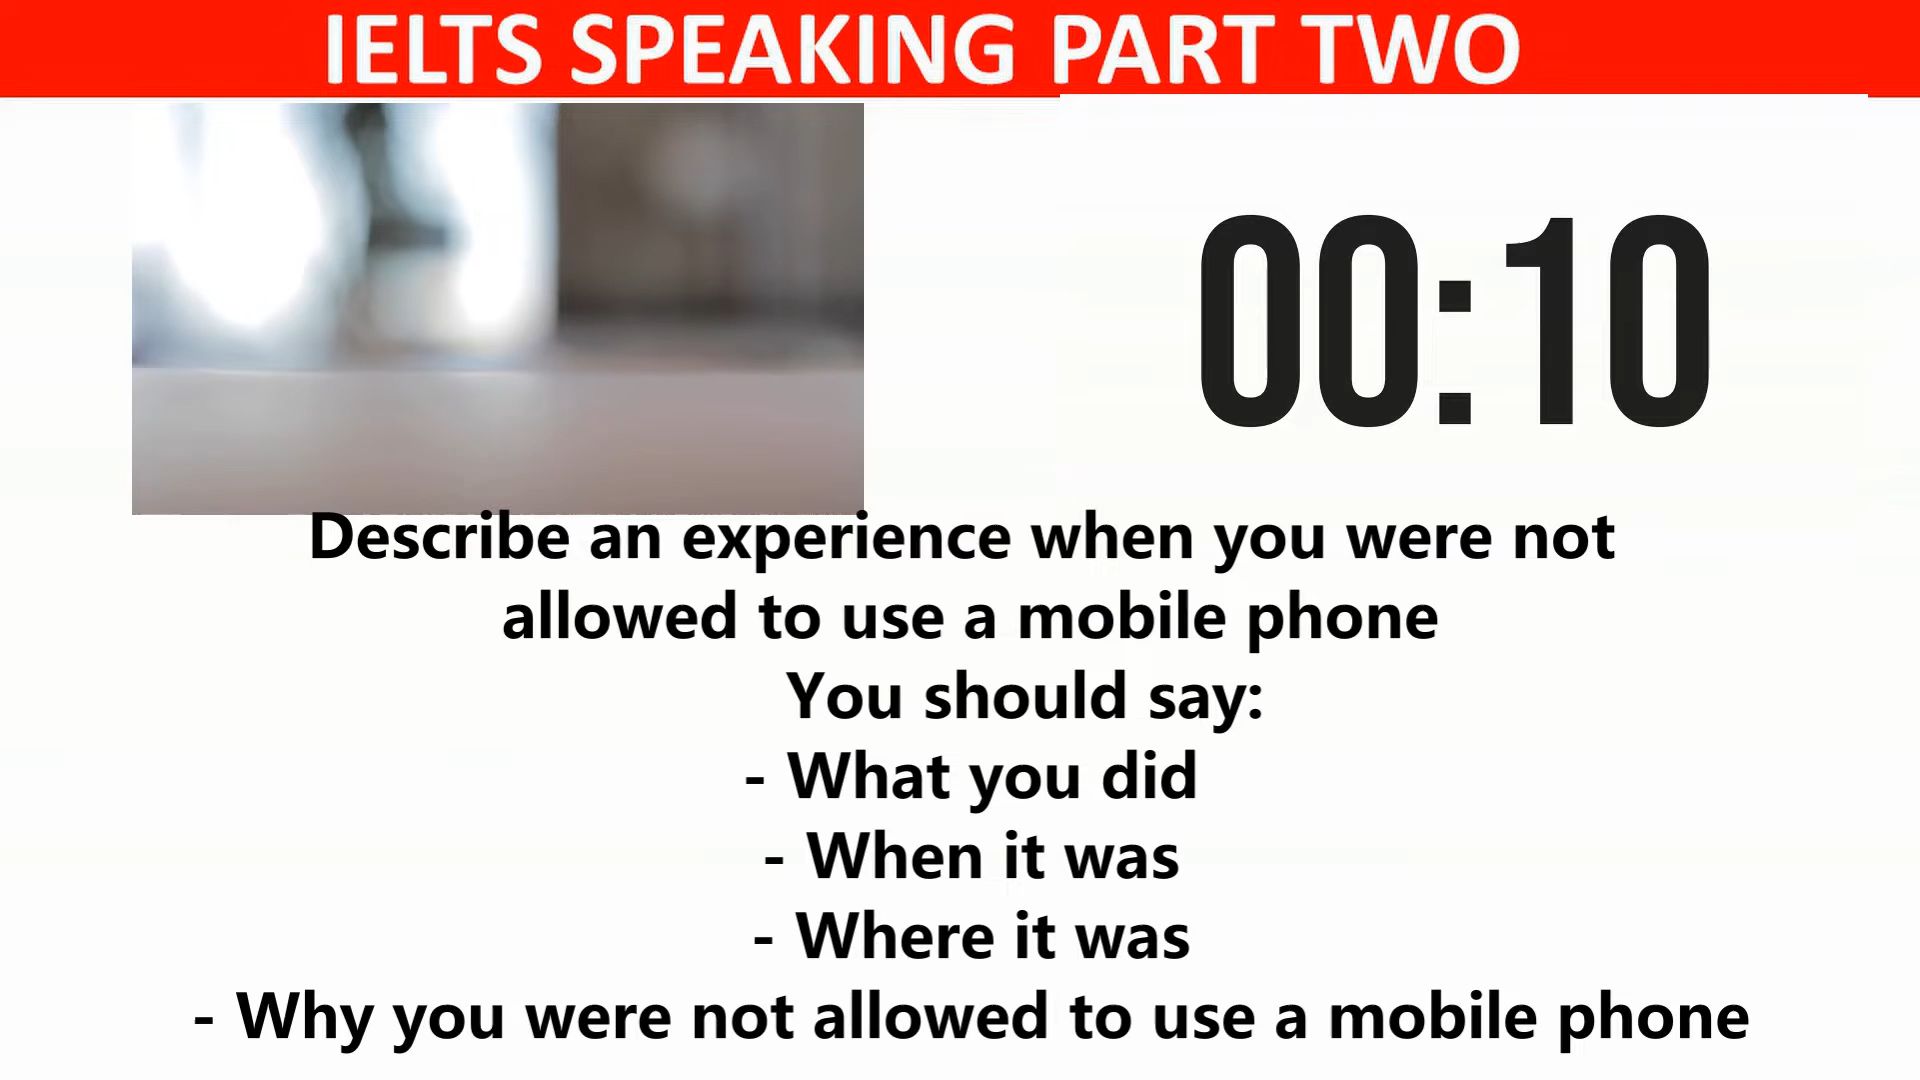 IELTS SPEAKING PART TWO
00:10
Describe an experience when you were not
allowed to use a mobile phone
You should say:
- What you did
- When it was
- Where it was
- Why you were not allowed to use a mobile phone